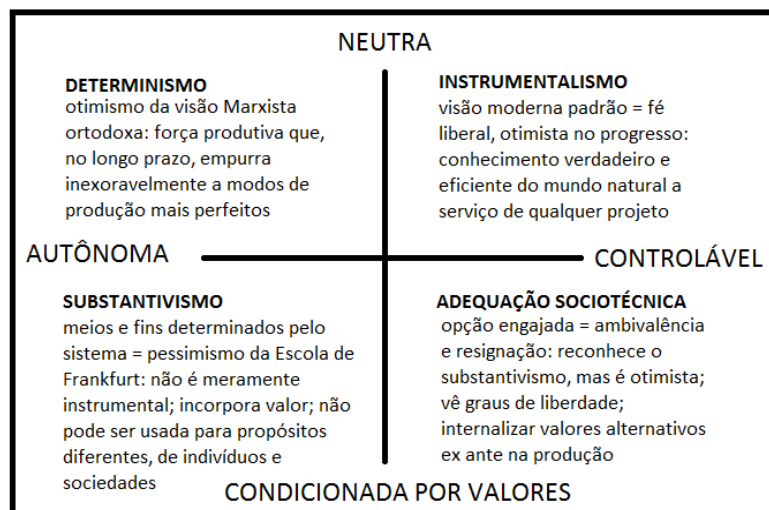 NEUTRA
DETERMINISMO
otimismo da visão Marxista
ortodoxa: força produtiva que,
no longo prazo, empurra
inexoravelmente a modos de
produção mais perfeitos
INSTRUMENTALISMO
visão moderna padrão = fé
liberal, otimista no progresso:
conhecimento verdadeiro e
eficiente do mundo natural a
serviço de qualquer projeto
AUTÔNOMA
CONTROLÁVEL
SUBSTANTIVISMO
meios e fins determinados pelo
sistema = pessimismo da Escola de
Frankfurt: não é meramente
instrumental; incorpora valor; não
pode ser usada para propósitos
diferentes, de indivíduos e
sociedades
ADEQUAÇÃO SOCIOTÉCNICA
opção engajada = ambivalência
e resignação: reconhece o
substantivismo, mas é otimista;
vê graus de liberdade;
internalizar valores alternativos
ex ante na produção
CONDICIONADA POR VALORES